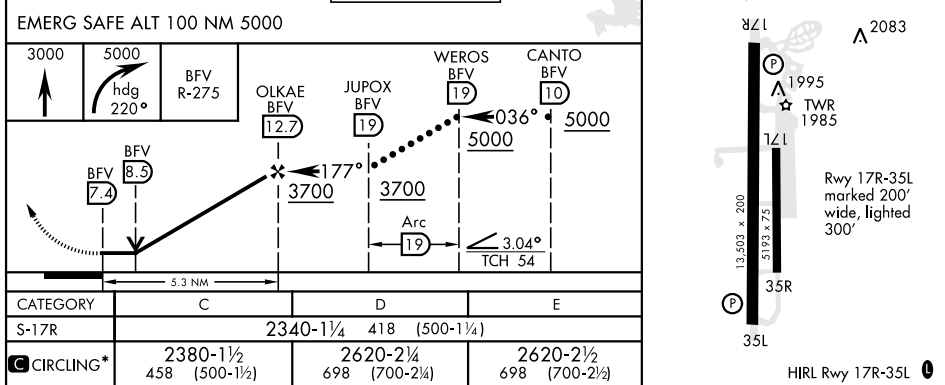 EMERG SAFE ALT 100 NM 5000
3000
5000
hdg
220°
BFV
R-275
OLKAE
BFV
12.7
JUPOX
BFV
19
WEROS
BFV
19
CANTO
BFV
10
036°
5000
5000
177°
3700
3700
BFV
7.4
BFV
8.5
Arc
19
3.04°
TCH 54
5.3 NM
CATEGORY C D E
S-17R 2340-1¼ 418 (500-1¼)
C CIRCLING* 2380-1½ 2620-2¼ 2620-2½
458 (500-1½) 698 (700-2¼) 698 (700-2½)
17R
2083
P
1995
TWR
1985
17L
13,503 x 200
5193 x 75
Rwy 17R-35L
marked 200'
wide, lighted
300'
35R
P
35L
HIRL Rwy 17R-35L L